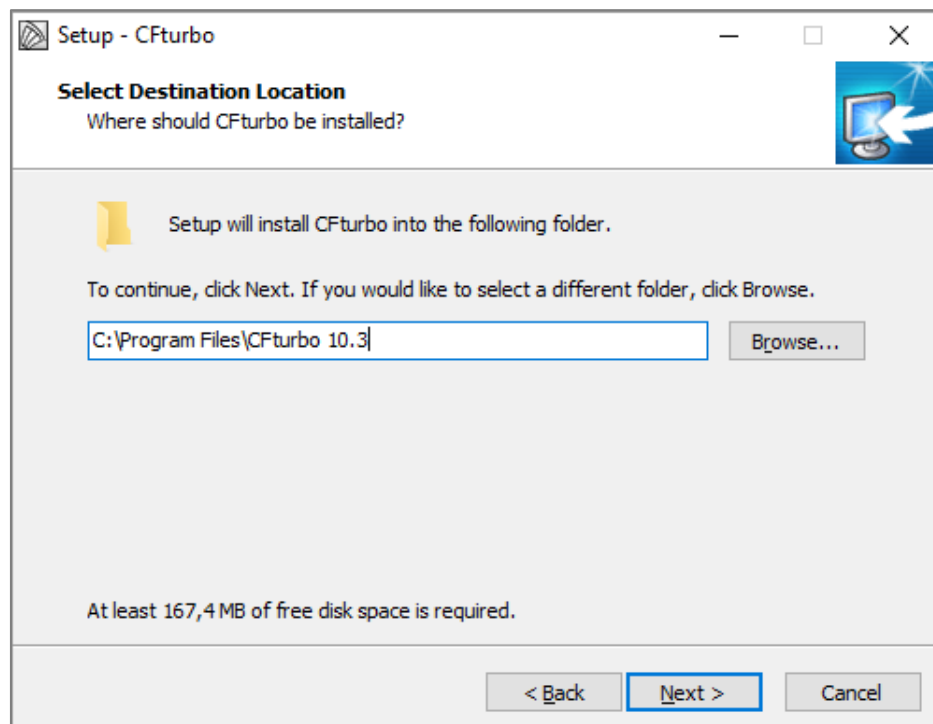 Setup - CFturbo
Select Destination Location
Where should CFturbo be installed?
Setup will install CFturbo into the following folder.
To continue, click Next. If you would like to select a different folder, click Browse.
C:\Program Files\CFturbo 10.3
Browse...
At least 167,4 MB of free disk space is required.
< Back Next > Cancel